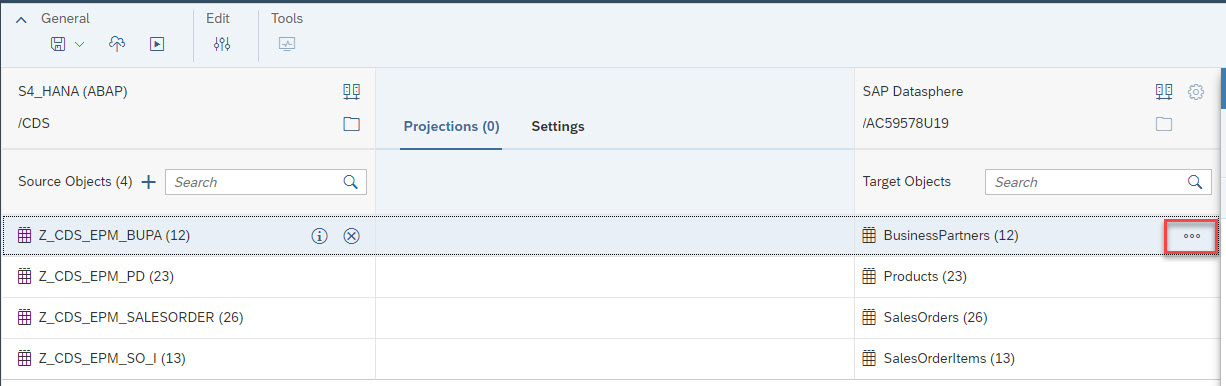 General Edit Tools
S4_HANA (ABAP) SAP Datasphere
/CDS Projections (0) Settings /AC59578U19
Source Objects (4) Search Target Objects Search
Z_CDS_EPM_BUPA (12) BusinessPartners (12)
Z_CDS_EPM_PD (23) Products (23)
Z_CDS_EPM_SALESORDER (26) SalesOrders (26)
Z_CDS_EPM_SO_I (13) SalesOrderItems (13)